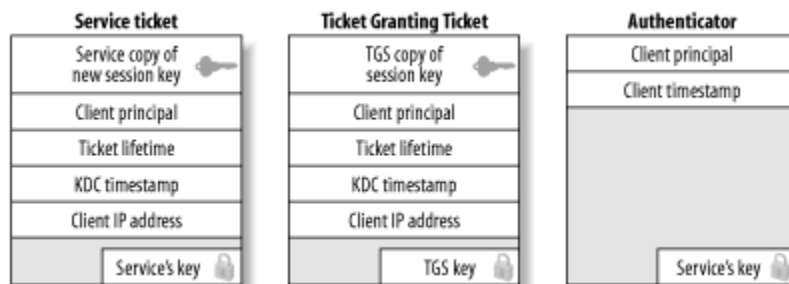 Service ticket
Service copy of
new session key
Client principal
Ticket lifetime
KDC timestamp
Client IP address
Service's key
Ticket Granting Ticket
TGS copy of
session key
Client principal
Ticket lifetime
KDC timestamp
Client IP address
TGS key
Authenticator
Client principal
Client timestamp
Service's key